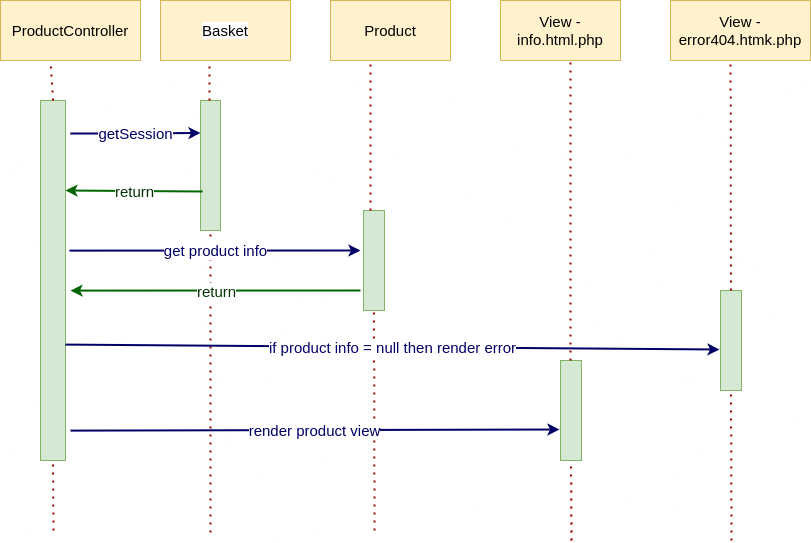 ProductController
Basket
Product
View -
info.html.php
View -
error404.htmk.php
getSession
return
get product info
return
if product info = null then render error
render product view